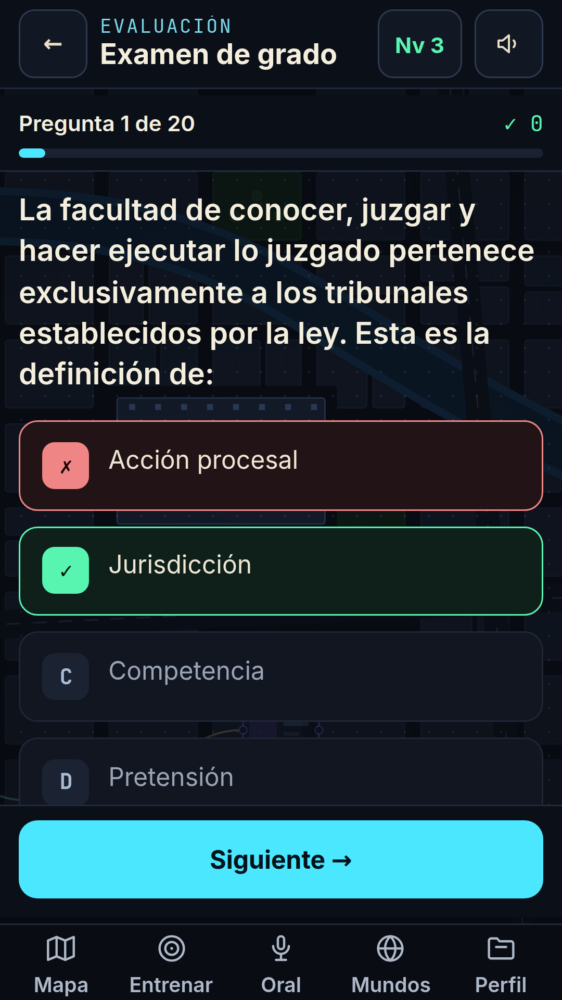 ←
EVALUACIÓN
Examen de grado
Nv 3
Pregunta 1 de 20
✓ 0
La facultad de conocer, juzgar y
hacer ejecutar lo juzgado pertenece
exclusivamente a los tribunales
establecidos por la ley. Esta es la
definición de:
✗ Acción procesal
✓ Jurisdicción
C Competencia
D Pretensión
Siguiente →
Mapa
Entrenar
Oral
Mundos
Perfil